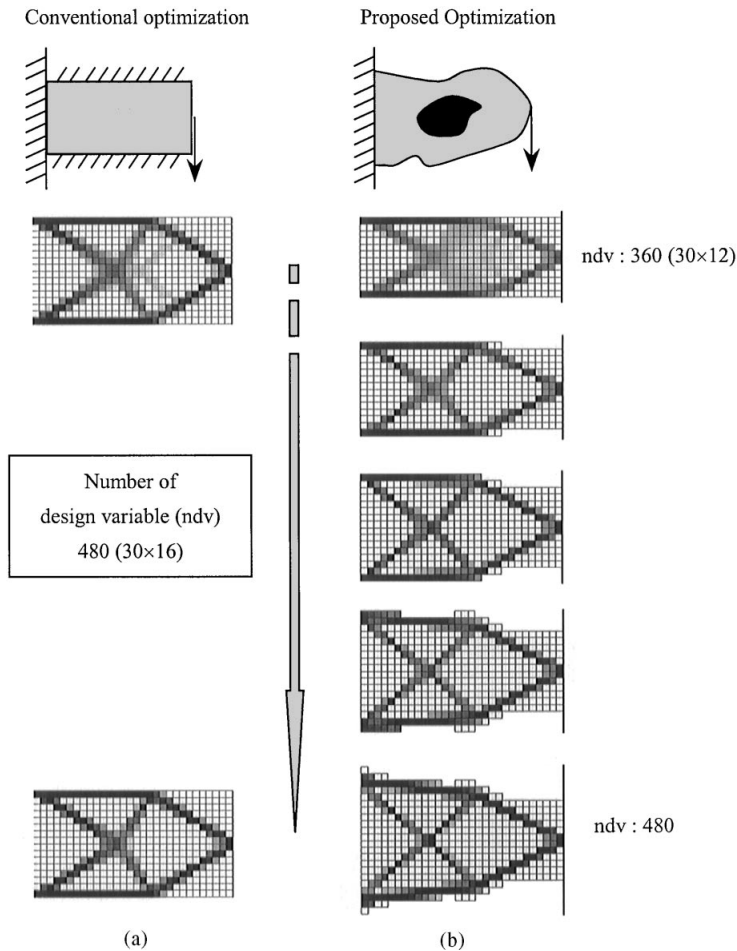 Conventional optimization
Proposed Optimization
ndv : 360 (30×12)
Number of
design variable (ndv)
480 (30×16)
ndv : 480
(a)
(b)